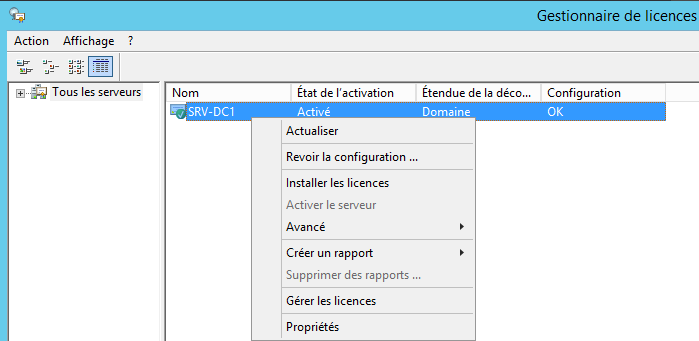 Gestionnaire de licences
Action Affichage ?
Tous les serveurs
Nom État de l'activation Étendue de la déco... Configuration
SRV-DC1 Activé Domaine OK
Actualiser
Revoir la configuration ...
Installer les licences
Activer le serveur
Avancé
Créer un rapport
Supprimer des rapports ...
Gérer les licences
Propriétés